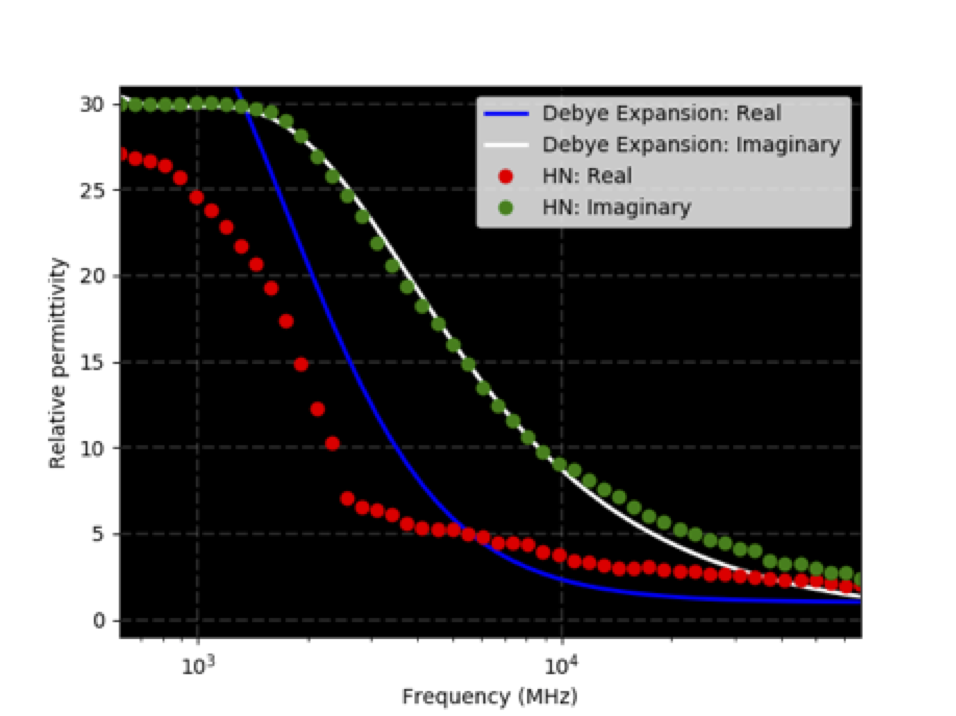 Debye Expansion: Real
Debye Expansion: Imaginary
HN: Real
HN: Imaginary
30
25
20
15
10
5
0
Relative permittivity
10³
10⁴
Frequency (MHz)